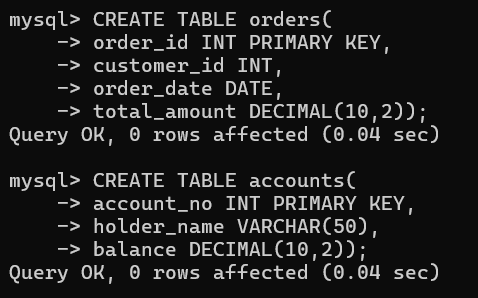 mysql> CREATE TABLE orders(
    -> order_id INT PRIMARY KEY,
    -> customer_id INT,
    -> order_date DATE,
    -> total_amount DECIMAL(10,2));
Query OK, 0 rows affected (0.04 sec)

mysql> CREATE TABLE accounts(
    -> account_no INT PRIMARY KEY,
    -> holder_name VARCHAR(50),
    -> balance DECIMAL(10,2));
Query OK, 0 rows affected (0.04 sec)